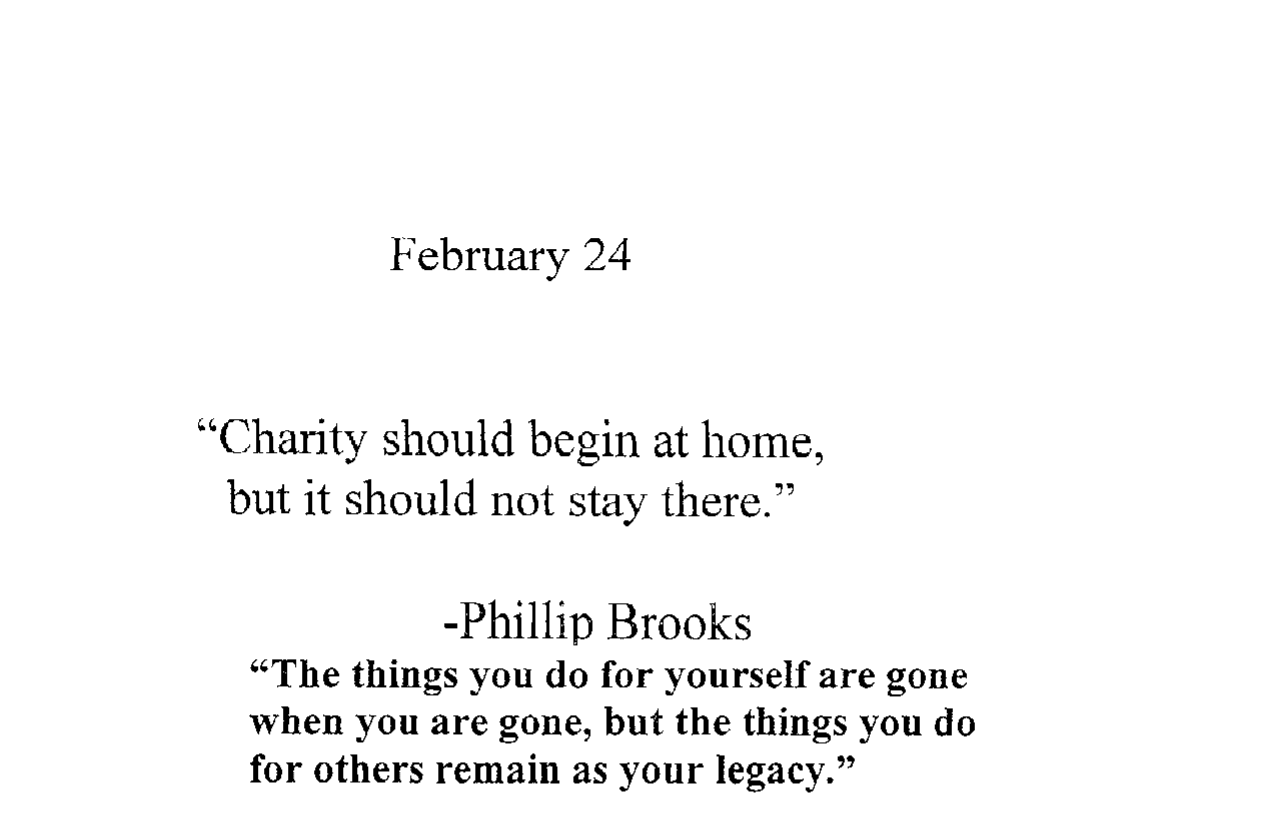 February 24
“Charity should begin at home,
but it should not stay there.”
-Phillip Brooks
“The things you do for yourself are gone
when you are gone, but the things you do
for others remain as your legacy.”